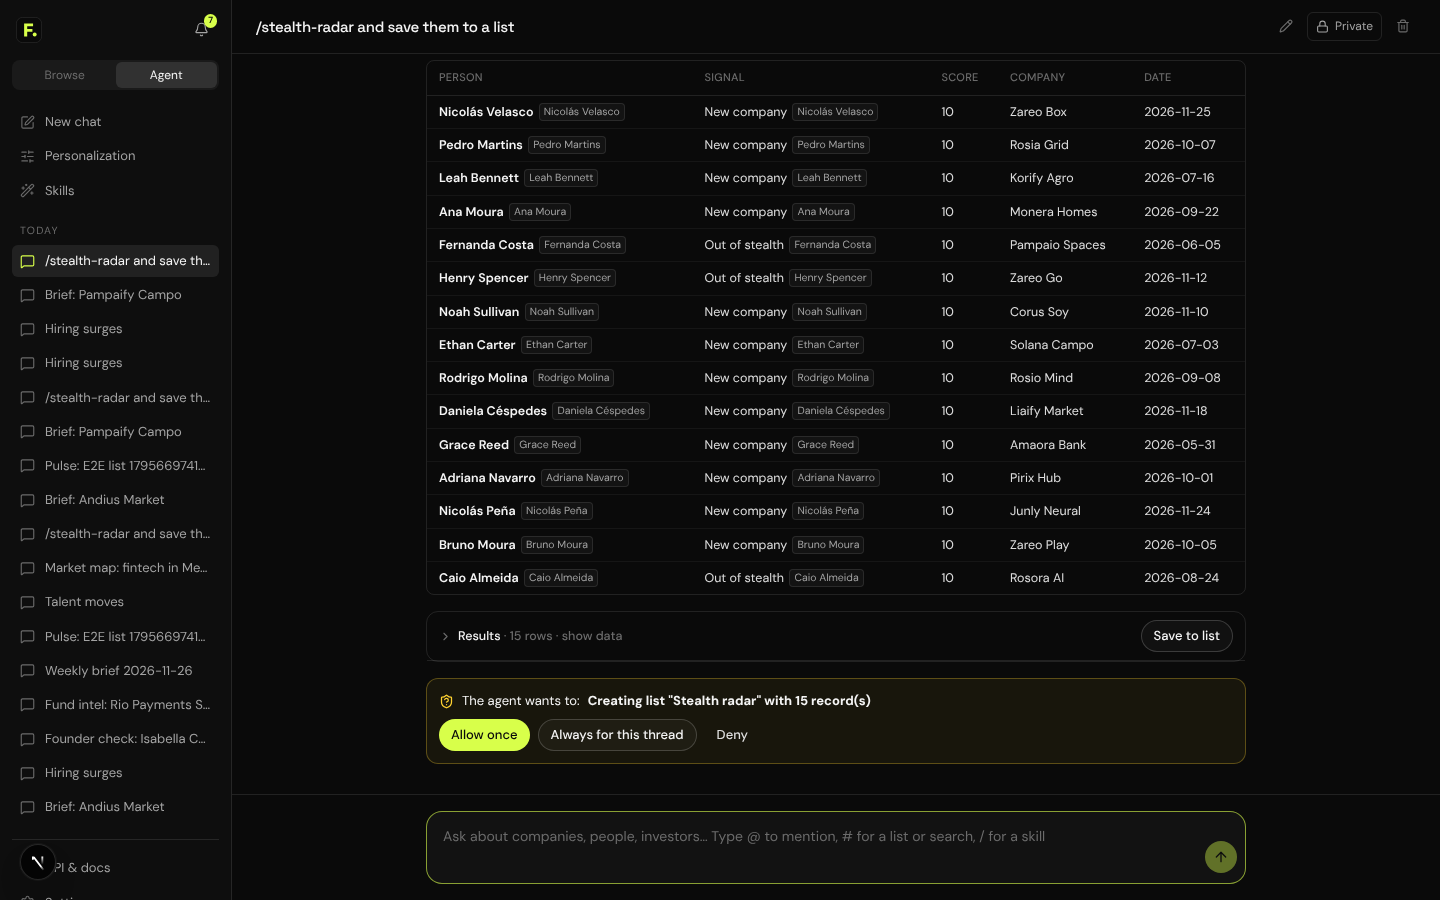 F.
7
Browse Agent
New chat
Personalization
Skills
TODAY
/stealth-radar and save th...
Brief: Pampaify Campo
Hiring surges
Hiring surges
/stealth-radar and save th...
Brief: Pampaify Campo
Pulse: E2E list 1795669741...
Brief: Andius Market
/stealth-radar and save th...
Market map: fintech in Me...
Talent moves
Pulse: E2E list 1795669741...
Weekly brief 2026-11-26
Fund intel: Rio Payments S...
Founder check: Isabella C...
Hiring surges
Brief: Andius Market
PI & docs
/stealth-radar and save them to a list
Private
PERSON SIGNAL SCORE COMPANY DATE
Nicolás Velasco Nicolás Velasco New company Nicolás Velasco 10 Zareo Box 2026-11-25
Pedro Martins Pedro Martins New company Pedro Martins 10 Rosia Grid 2026-10-07
Leah Bennett Leah Bennett New company Leah Bennett 10 Korify Agro 2026-07-16
Ana Moura Ana Moura New company Ana Moura 10 Monera Homes 2026-09-22
Fernanda Costa Fernanda Costa Out of stealth Fernanda Costa 10 Pampaio Spaces 2026-06-05
Henry Spencer Henry Spencer Out of stealth Henry Spencer 10 Zareo Go 2026-11-12
Noah Sullivan Noah Sullivan New company Noah Sullivan 10 Corus Soy 2026-11-10
Ethan Carter Ethan Carter New company Ethan Carter 10 Solana Campo 2026-07-03
Rodrigo Molina Rodrigo Molina New company Rodrigo Molina 10 Rosio Mind 2026-09-08
Daniela Céspedes Daniela Céspedes New company Daniela Céspedes 10 Liaify Market 2026-11-18
Grace Reed Grace Reed New company Grace Reed 10 Amaora Bank 2026-05-31
Adriana Navarro Adriana Navarro New company Adriana Navarro 10 Pirix Hub 2026-10-01
Nicolás Peña Nicolás Peña New company Nicolás Peña 10 Junly Neural 2026-11-24
Bruno Moura Bruno Moura New company Bruno Moura 10 Zareo Play 2026-10-05
Caio Almeida Caio Almeida Out of stealth Caio Almeida 10 Rosora AI 2026-08-24
Results · 15 rows · show data Save to list
The agent wants to: Creating list "Stealth radar" with 15 record(s)
Allow once Always for this thread Deny
Ask about companies, people, investors... Type @ to mention, # for a list or search, / for a skill